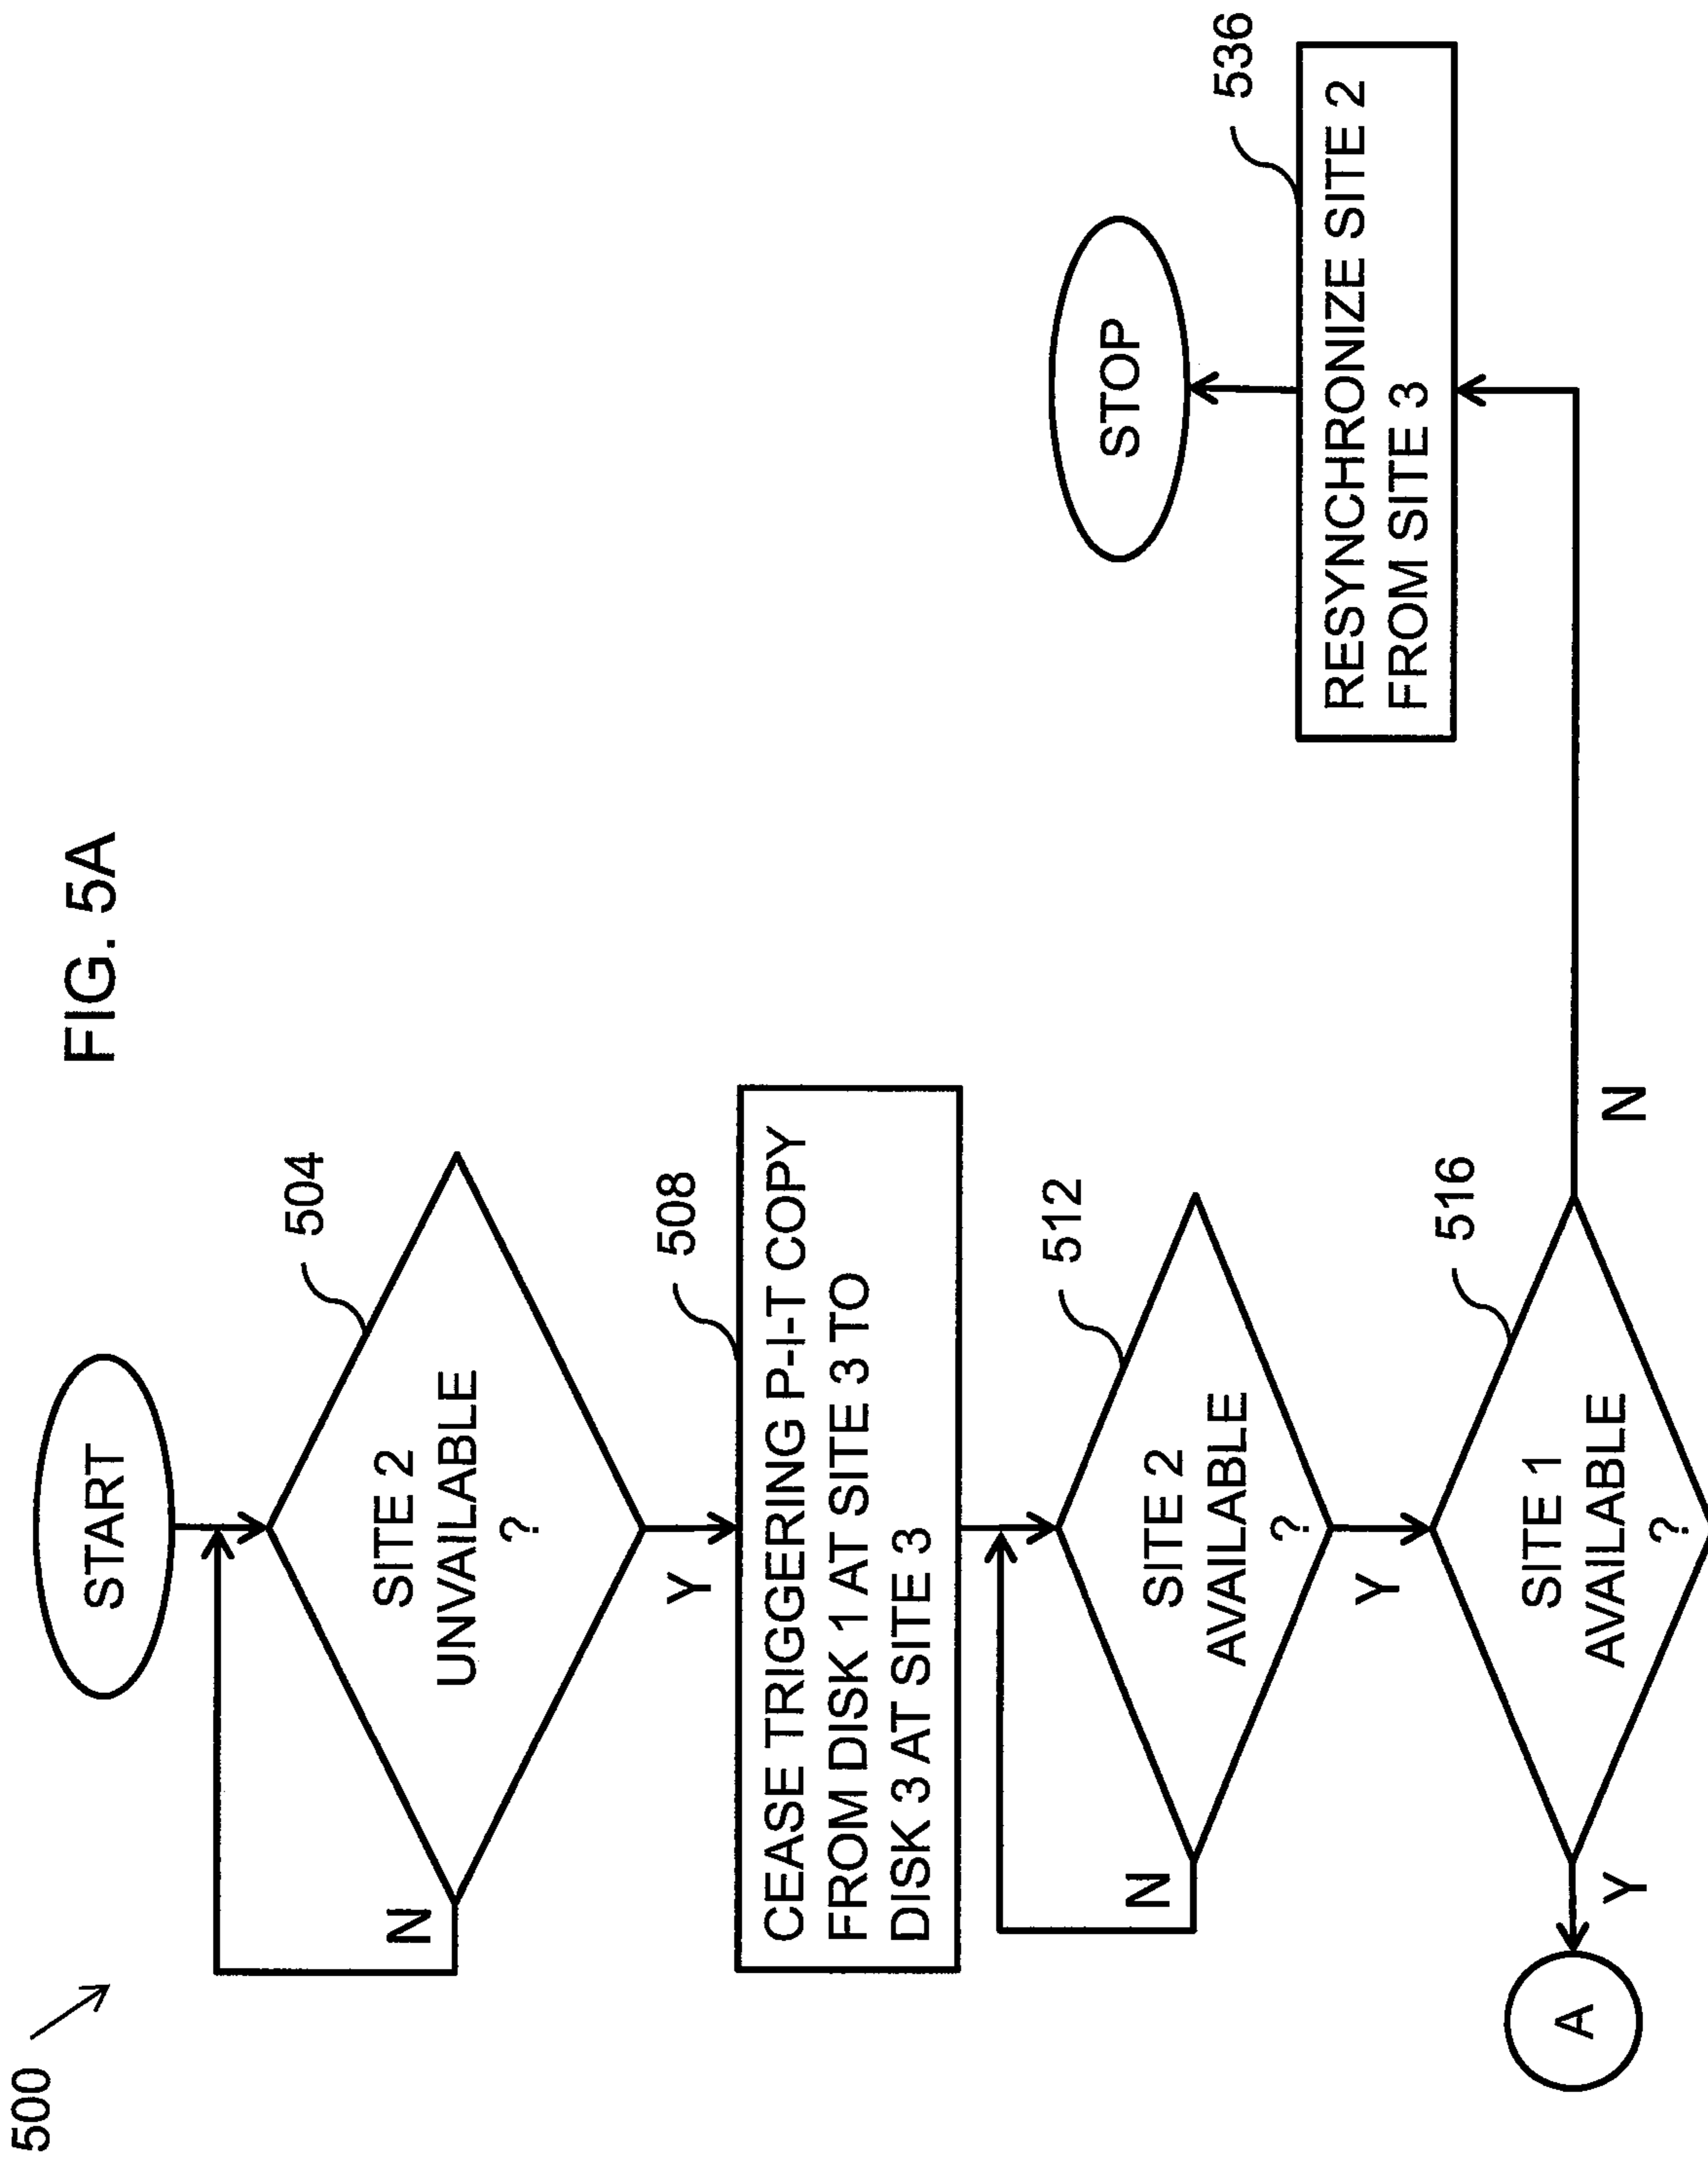 FIG. 5A
500
START
504
SITE 2
UNVAILABLE
?
N
Y
508
CEASE TRIGGERING P-I-T COPY
FROM DISK 1 AT SITE 3 TO
DISK 3 AT SITE 3
512
SITE 2
AVAILABLE
?
N
Y
516
SITE 1
AVAILABLE
?
Y
A
N
536
RESYNCHRONIZE SITE 2
FROM SITE 3
STOP